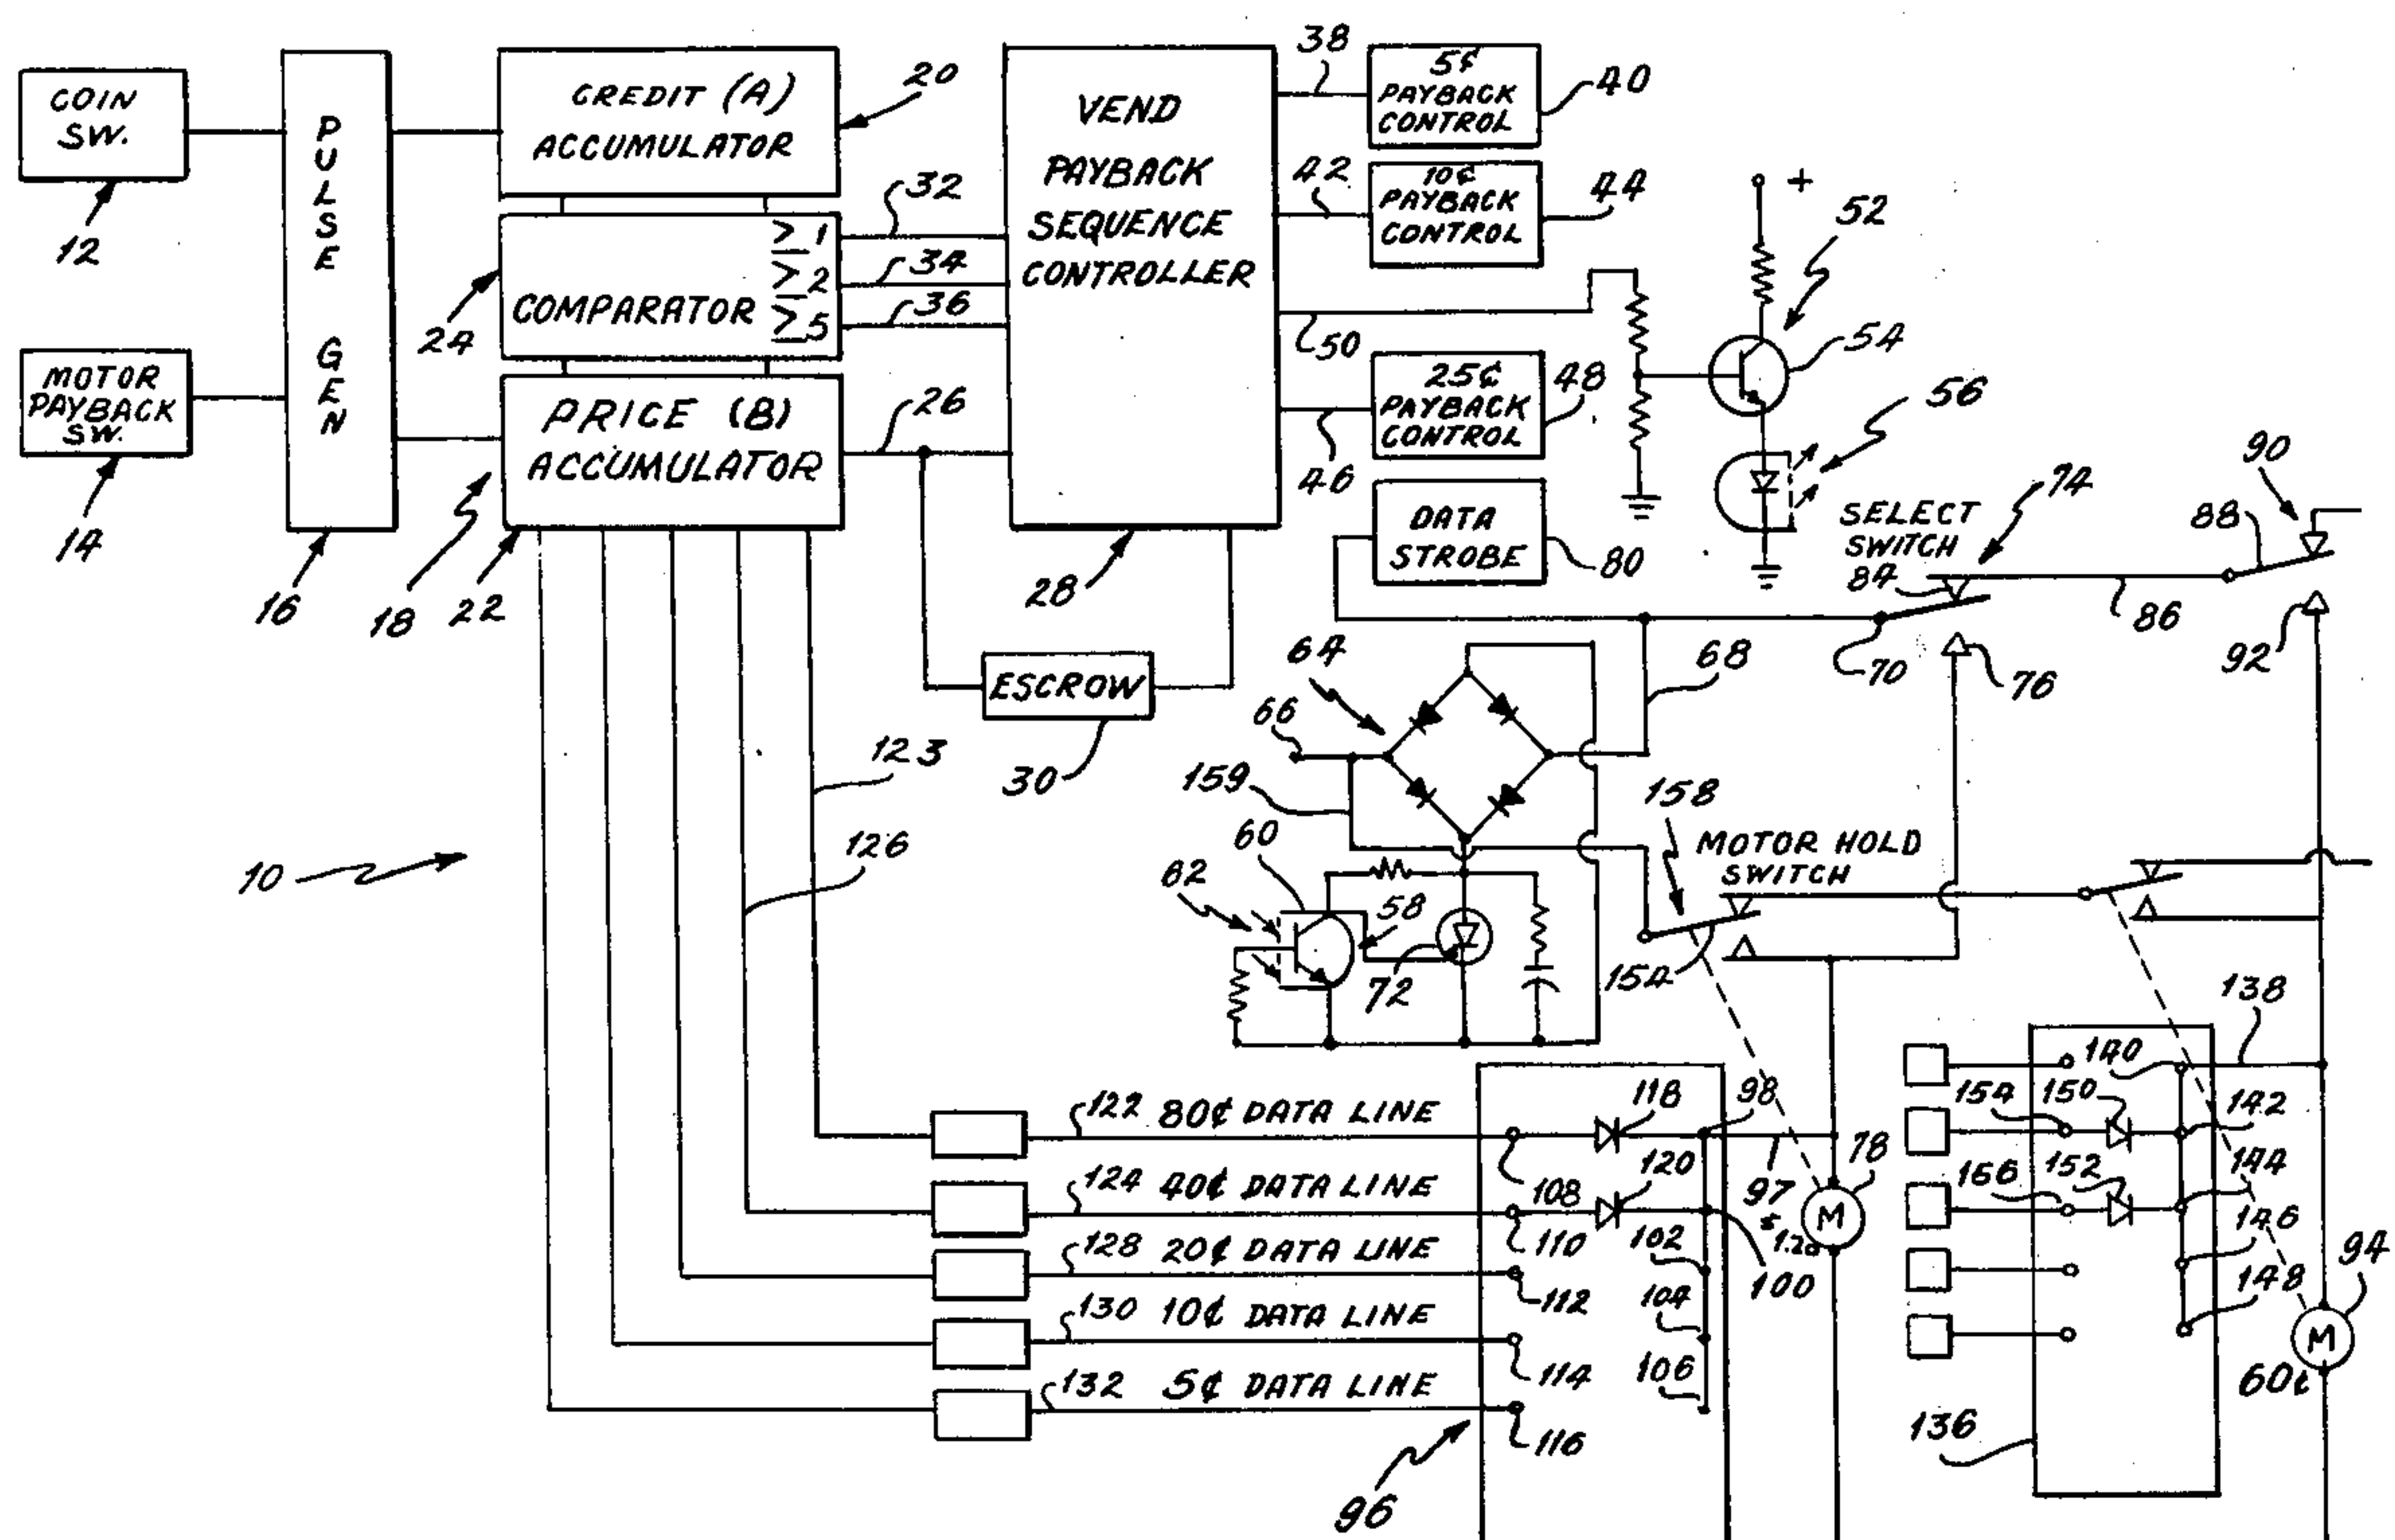 COIN
SW.
12
MOTOR
PAYBACK
SW.
14
PULSE
GEN
16
CREDIT (A)
ACCUMULATOR
20
COMPARATOR
≥1
≥2
≥5
24
32
34
36
PRICE (B)
ACCUMULATOR
18
22
26
VEND
PAYBACK
SEQUENCE
CONTROLLER
28
ESCROW
30
38
5¢
PAYBACK
CONTROL
40
42
10¢
PAYBACK
CONTROL
44
50
46
25¢
PAYBACK
CONTROL
48
DATA
STROBE
80
+
52
54
56
SELECT
SWITCH
74
84
70
76
86
88
90
92
64
66
68
159
60
62
58
72
158
MOTOR HOLD
SWITCH
154
10
123
126
122 80¢ DATA LINE
124 40¢ DATA LINE
128 20¢ DATA LINE
130 10¢ DATA LINE
132 5¢ DATA LINE
108
110
112
114
116
118
120
98
97
100
102
104
106
96
78
M
$1.20
138
140
154
150
142
156
152
144
146
148
136
94
M
60¢